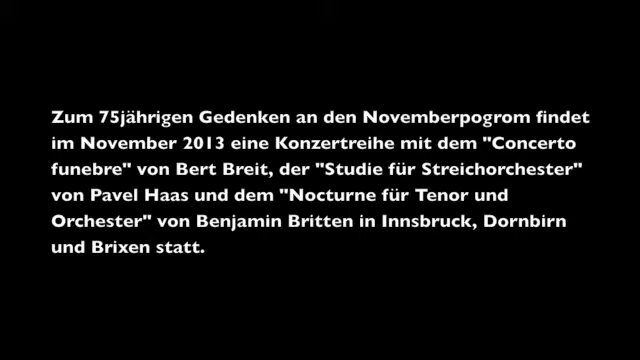 Zum 75jährigen Gedenken an den Novemberpogrom findet
im November 2013 eine Konzertreihe mit dem "Concerto
funebre" von Bert Breit, der "Studie für Streichorchester"
von Pavel Haas und dem "Nocturne für Tenor und
Orchester" von Benjamin Britten in Innsbruck, Dornbirn
und Brixen statt.